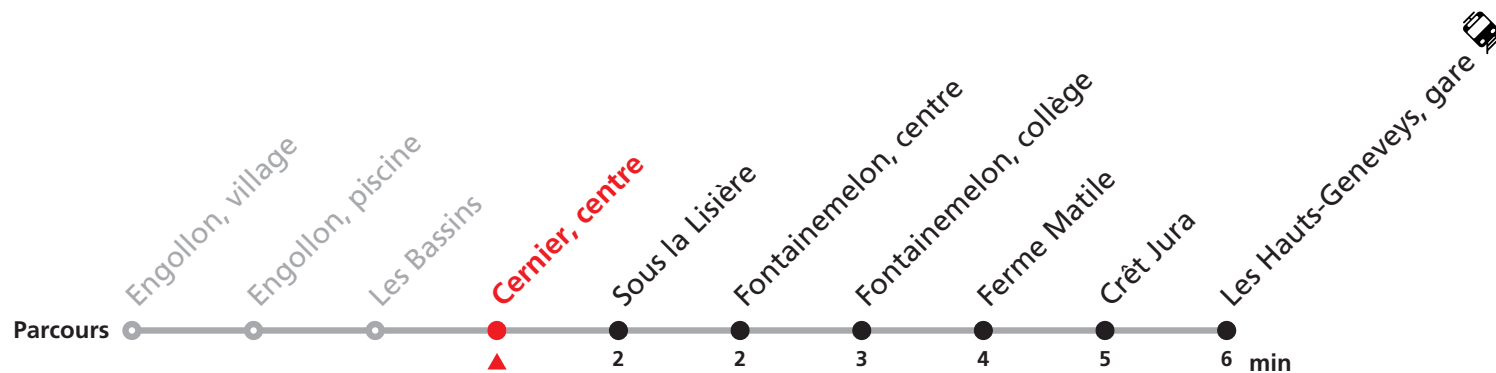 Engollon, village
Engollon, piscine
Les Bassins
Cernier, centre
Sous la Lisière
Fontainemelon, centre
Fontainemelon, collège
Ferme Matile
Crêt Jura
Les Hauts-Geneveys, gare
Parcours
2 2 3 4 5 6 min